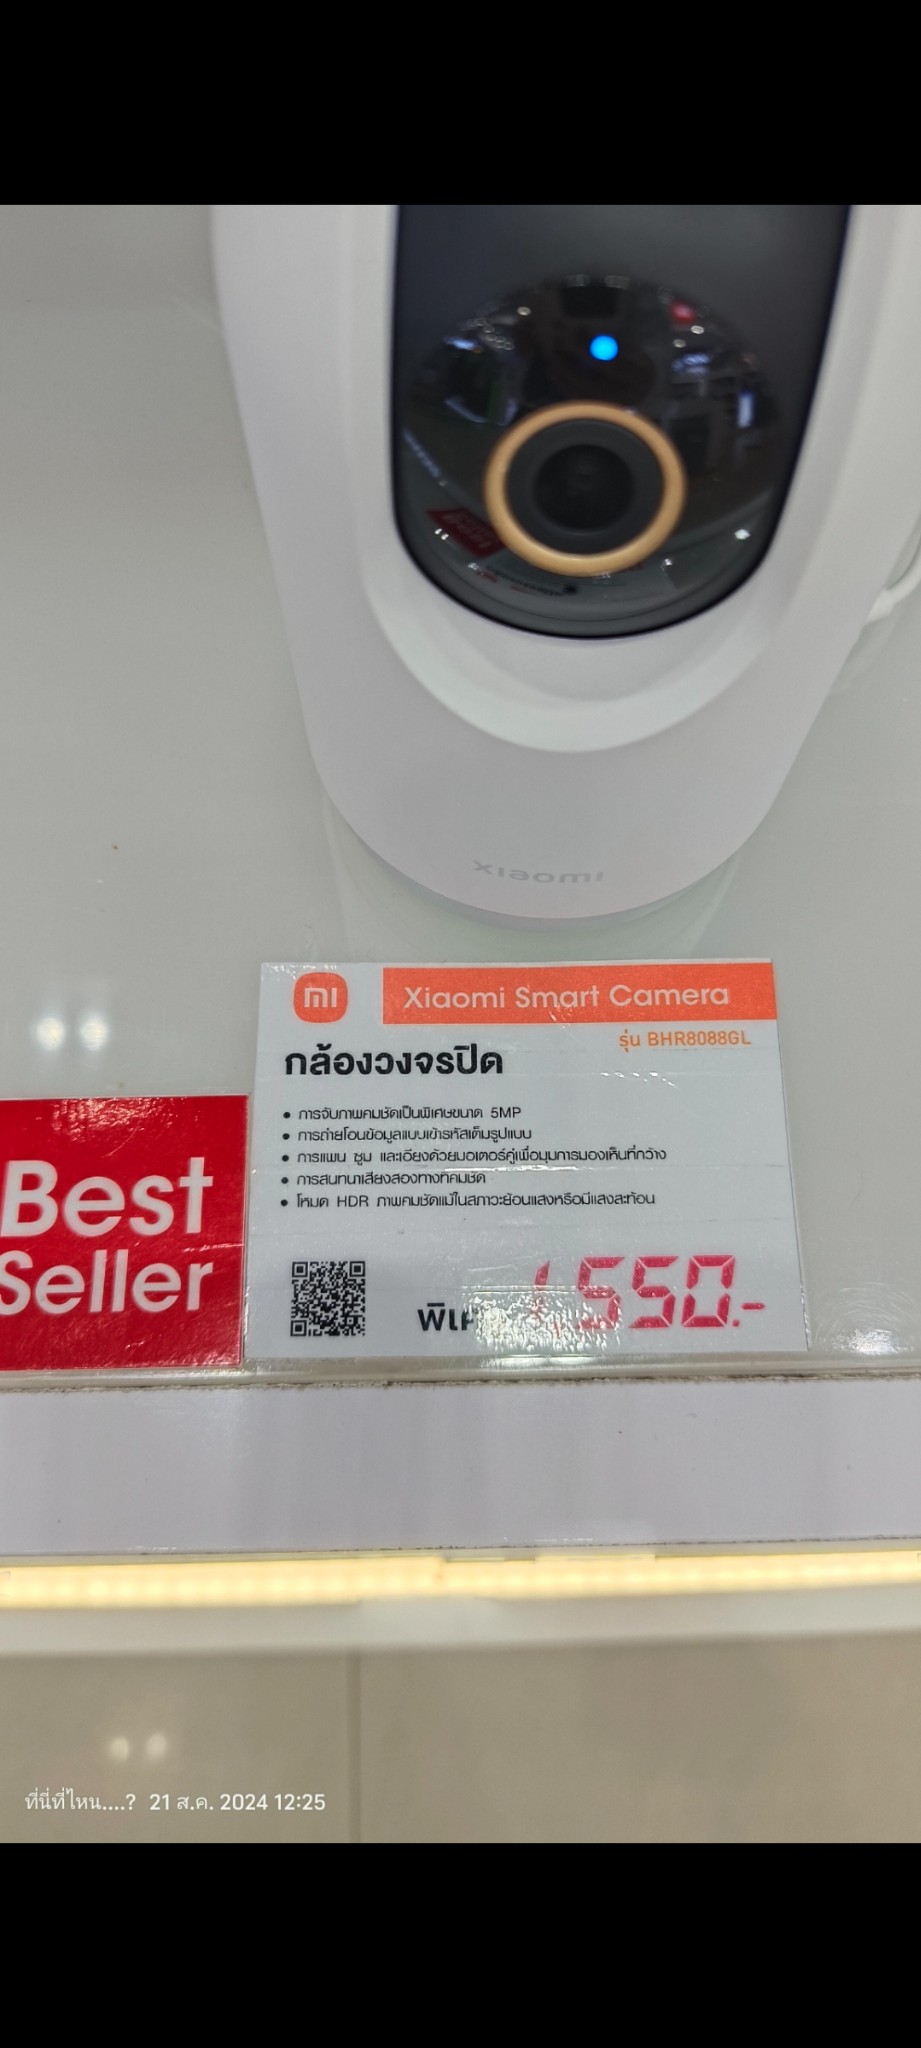 xiaomi
mi
Xiaomi Smart Camera
รุ่น BHR8088GL
กล้องวงจรปิด
• การจับภาพคมชัดเป็นพิเศษขนาด 5MP
• การถ่ายโอนข้อมูลแบบเข้ารหัสเต็มรูปแบบ
• การแพน ซูม และเอียงด้วยมอเตอร์คู่เพื่อมุมการมองเห็นที่กว้าง
• การสนทนาเสียงสองทางที่คมชัด
• โหมด HDR ภาพคมชัดแม้ในสภาวะย้อนแสงหรือมีแสงสะท้อน
Best
Seller
1,550.-
ที่นี่ที่ไหน....? 21 ส.ค. 2024 12:25